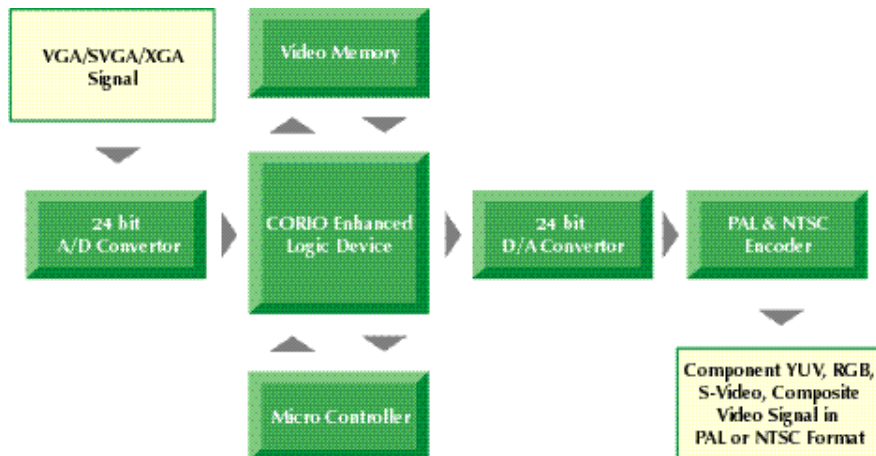 VGA/SVGA/XGA
Signal
Video Memory
24 bit
A/D Convertor
CORIO Enhanced
Logic Device
24 bit
D/A Convertor
PAL & NTSC
Encoder
Micro Controller
Component YUV, RGB,
S-Video, Composite
Video Signal in
PAL or NTSC Format